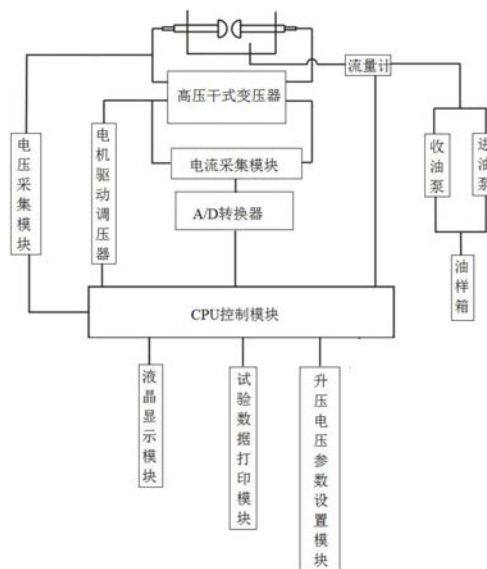 流量计
高压干式变压器
电压采集模块
电机驱动调压器
收油泵
进油泵
电流采集模块
A/D转换器
油样箱
CPU控制模块
液晶显示模块
试验数据打印模块
升压电压参数设置模块